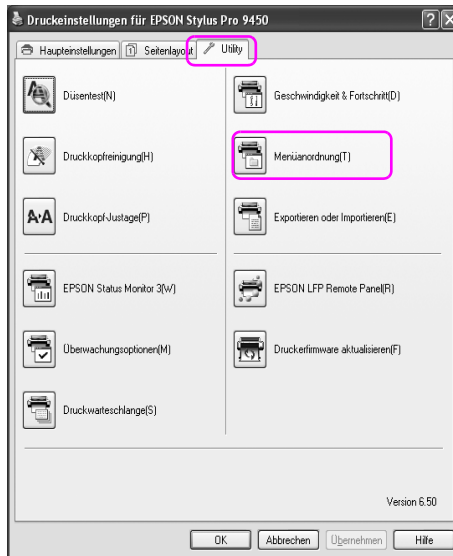 Druckeinstellungen für EPSON Stylus Pro 9450
Haupteinstellungen
Seitenlayout
Utility
Düsentest(N)
Druckkopfreinigung(H)
Druckkopf-Justage(P)
EPSON Status Monitor 3(W)
Überwachungsoptionen(M)
Druckwarteschlange(S)
Geschwindigkeit & Fortschritt(D)
Menüanordnung(T)
Exportieren oder Importieren(E)
EPSON LFP Remote Panel(R)
Druckerfirmware aktualisieren(F)
Version 6.50
OK
Abbrechen
Übernehmen
Hilfe